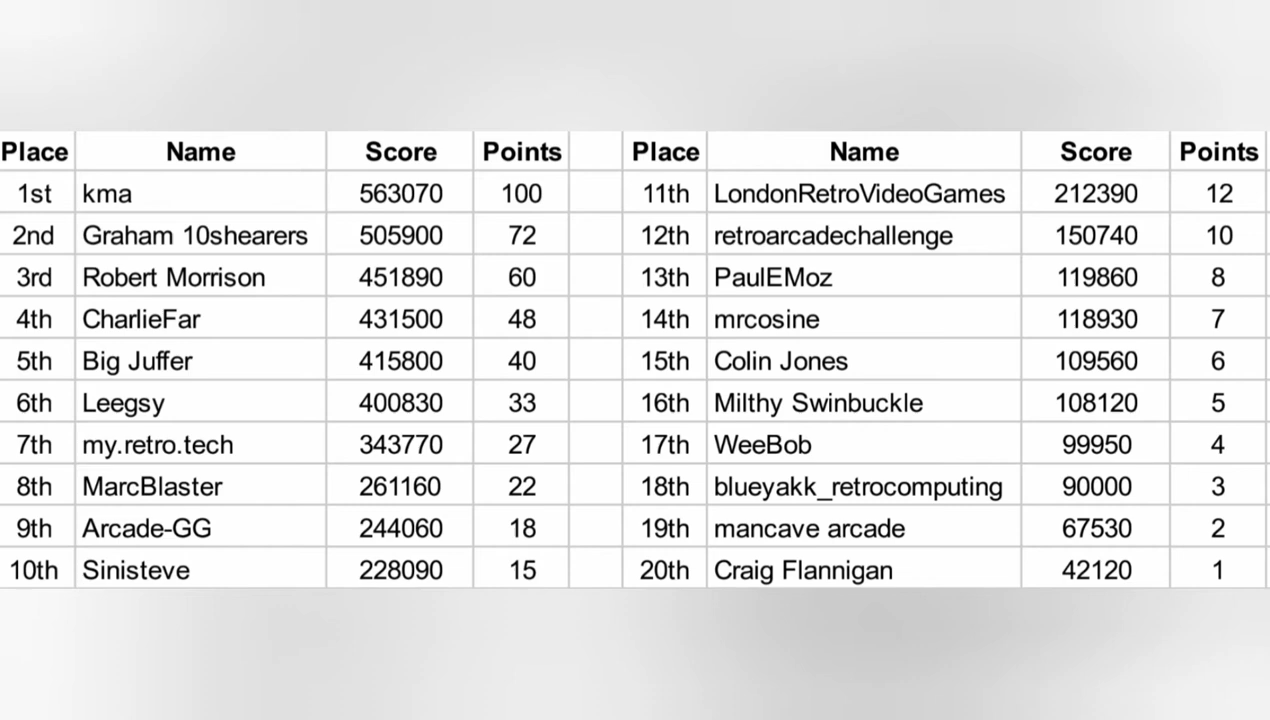 Place Name Score Points Place Name Score Points
1st kma 563070 100 11th LondonRetroVideoGames 212390 12
2nd Graham 10shearers 505900 72 12th retroarcadechallenge 150740 10
3rd Robert Morrison 451890 60 13th PaulEMoz 119860 8
4th CharlieFar 431500 48 14th mrcosine 118930 7
5th Big Juffer 415800 40 15th Colin Jones 109560 6
6th Leegsy 400830 33 16th Milthy Swinbuckle 108120 5
7th my.retro.tech 343770 27 17th WeeBob 99950 4
8th MarcBlaster 261160 22 18th blueyakk_retrocomputing 90000 3
9th Arcade-GG 244060 18 19th mancave arcade 67530 2
10th Sinisteve 228090 15 20th Craig Flannigan 42120 1